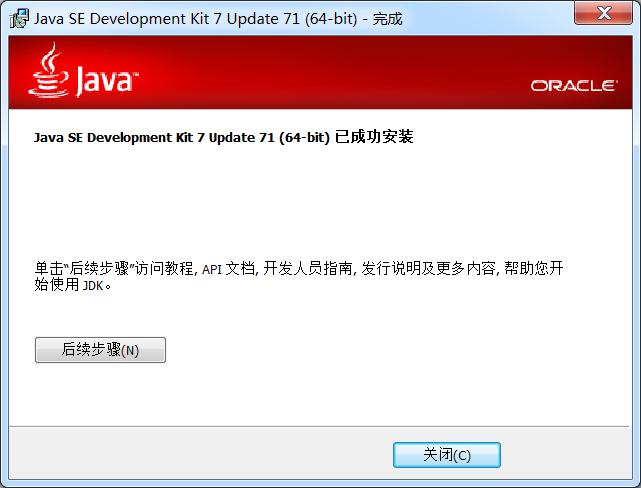 Java SE Development Kit 7 Update 71 (64-bit) - 完成
Java™
ORACLE®
Java SE Development Kit 7 Update 71 (64-bit) 已成功安装
单击“后续步骤”访问教程, API 文档, 开发人员指南, 发行说明及更多内容, 帮助您开
始使用 JDK。
后续步骤(N)
关闭(C)